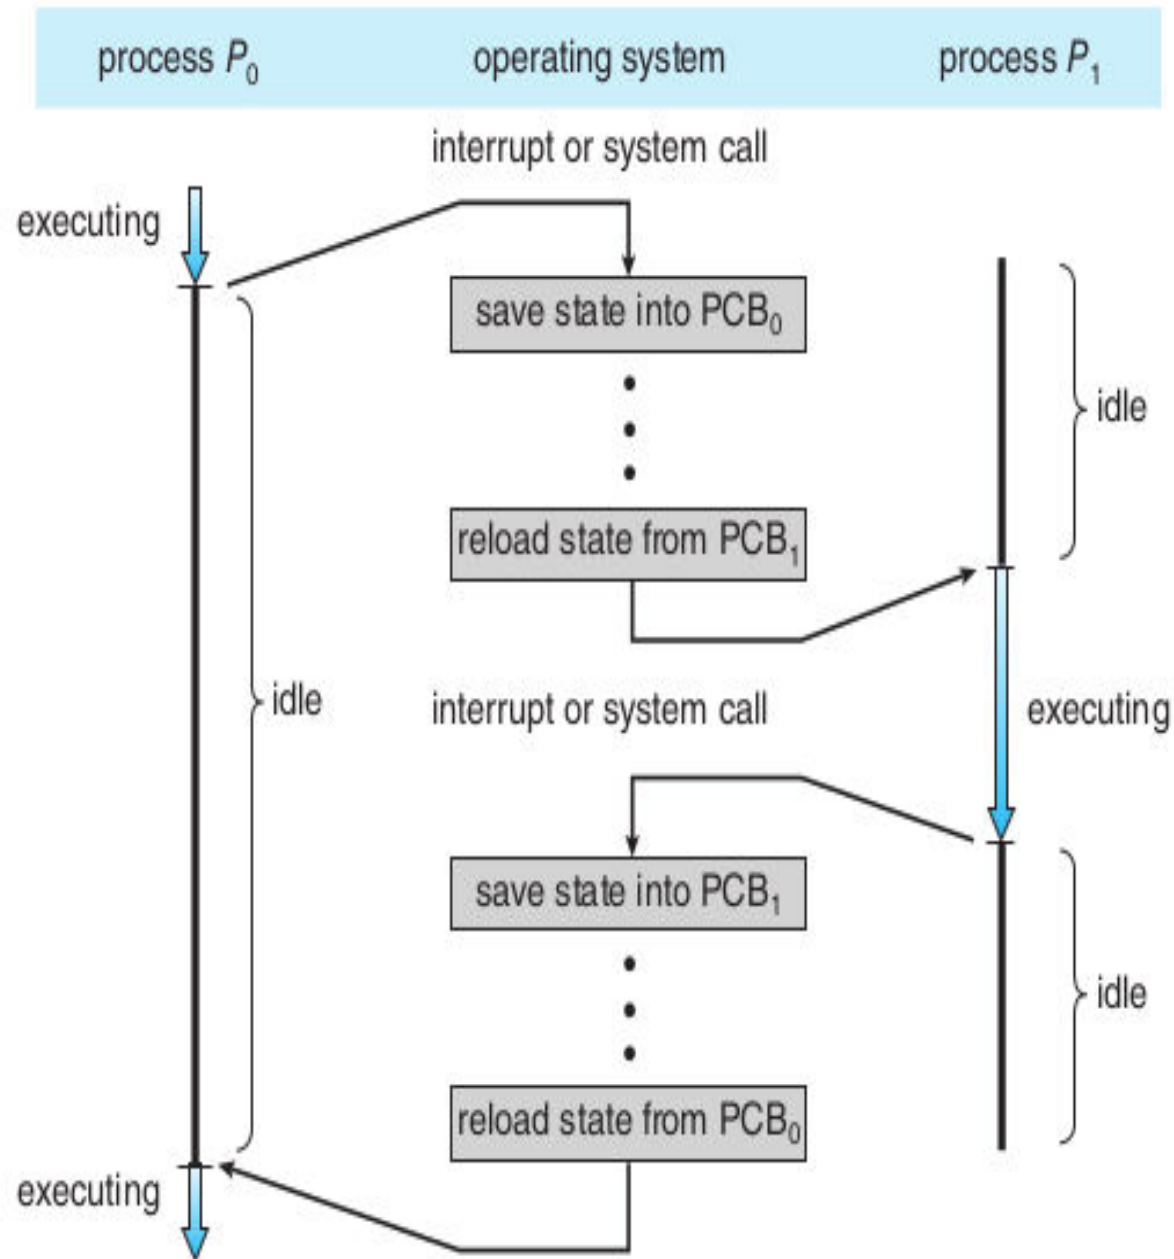 process P₀ operating system process P₁
interrupt or system call
executing
save state into PCB₀
idle
reload state from PCB₁
idle
interrupt or system call
executing
save state into PCB₁
idle
reload state from PCB₀
executing